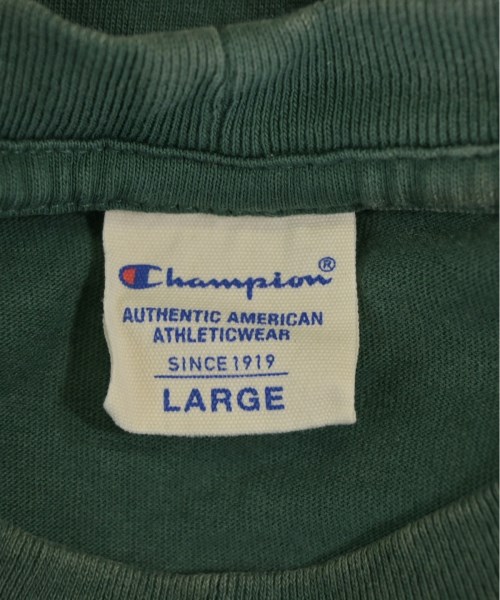 Champion®
AUTHENTIC AMERICAN
ATHLETICWEAR
SINCE 1919
LARGE